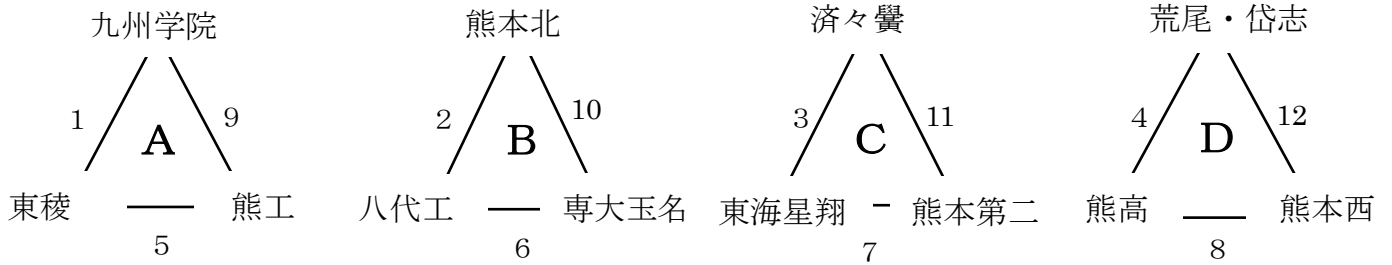 九州学院 熊本北 済々黌 荒尾・岱志
1 9 2 10 3 11 4 12
A B C D
東稜 熊工 八代工 専大玉名 東海星翔 熊本第二 熊高 熊本西
5 6 7 8